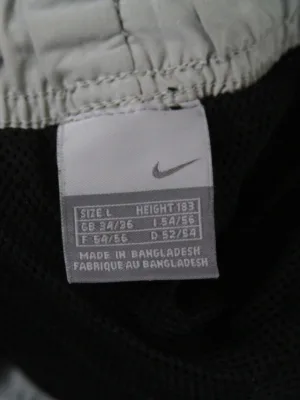 SIZE L HEIGHT 183
GB 34/36 I 54/56
F 54/56 D 52/54
MADE IN BANGLADESH
FABRIQUE AU BANGLADESH